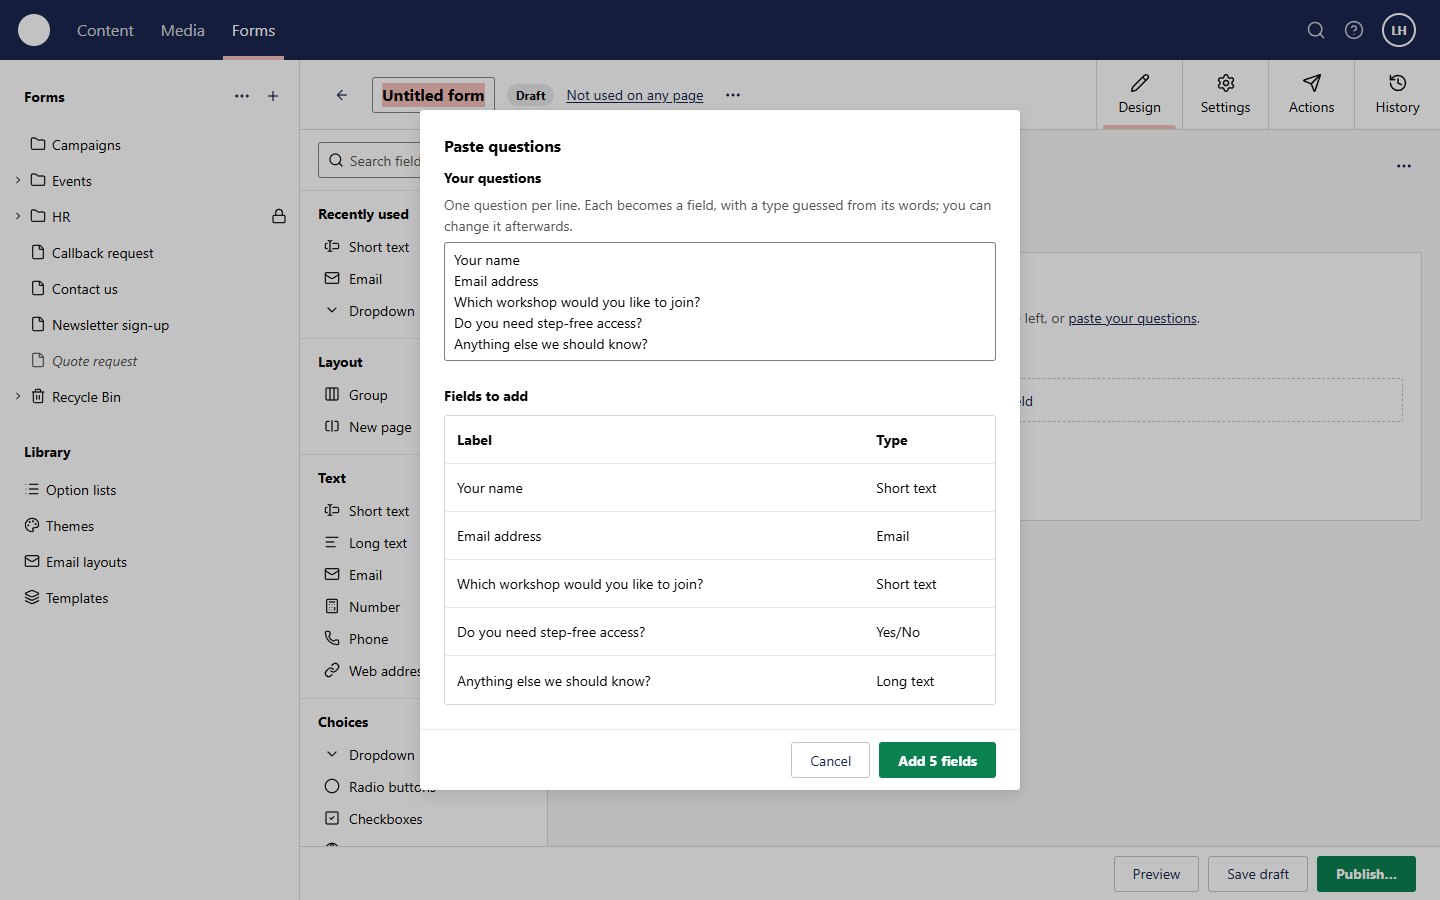 Content
Media
Forms
LH
Forms
Campaigns
Events
HR
Callback request
Contact us
Newsletter sign-up
Quote request
Recycle Bin
Library
Option lists
Themes
Email layouts
Templates
Untitled form
Draft
Not used on any page
Design
Settings
Actions
History
Search field
Recently used
Short text
Email
Dropdown
Layout
Group
New page
Text
Short text
Long text
Email
Number
Phone
Web addres
Choices
Dropdown
Radio buttons
Checkboxes
left, or paste your questions.
Paste questions
Your questions
One question per line. Each becomes a field, with a type guessed from its words; you can
change it afterwards.
Your name
Email address
Which workshop would you like to join?
Do you need step-free access?
Anything else we should know?
Fields to add
Label
Type
Your name
Short text
Email address
Email
Which workshop would you like to join?
Short text
Do you need step-free access?
Yes/No
Anything else we should know?
Long text
Cancel
Add 5 fields
Preview
Save draft
Publish...